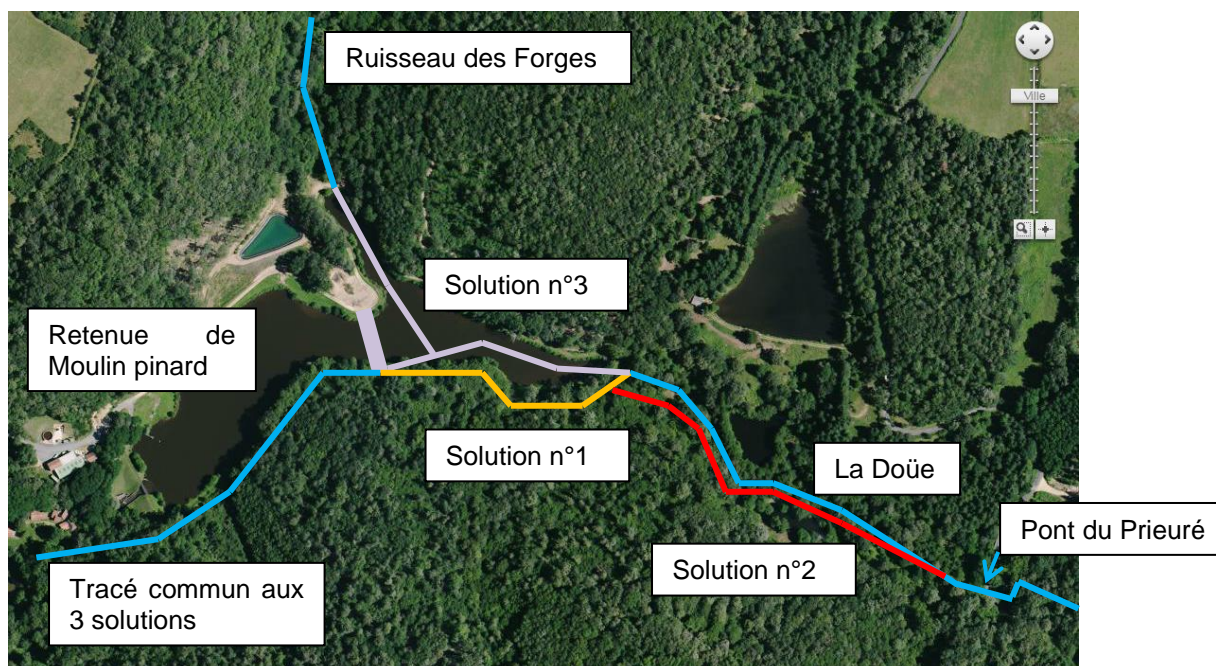 Ruisseau des Forges
Ville
Solution n°3
Retenue de
Moulin pinard
Solution n°1
La Doüe
Pont du Prieuré
Solution n°2
Tracé commun aux
3 solutions